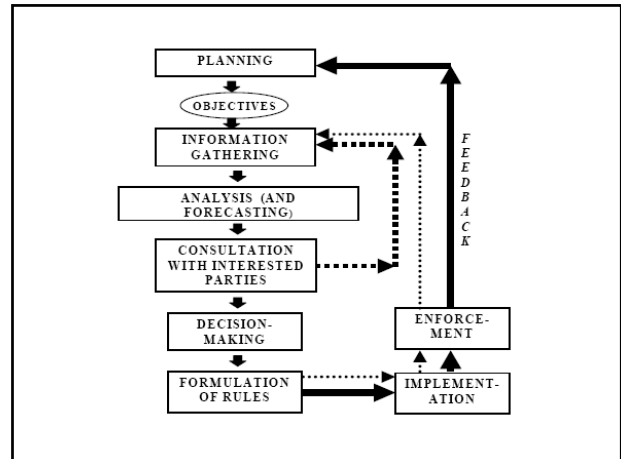 PLANNING
OBJECTIVES
INFORMATION
GATHERING
ANALYSIS (AND
FORECASTING)
CONSULTATION
WITH INTERESTED
PARTIES
DECISION-
MAKING
FORMULATION
OF RULES
IMPLEMENT-
ATION
ENFORCE-
MENT
FEEDBACK